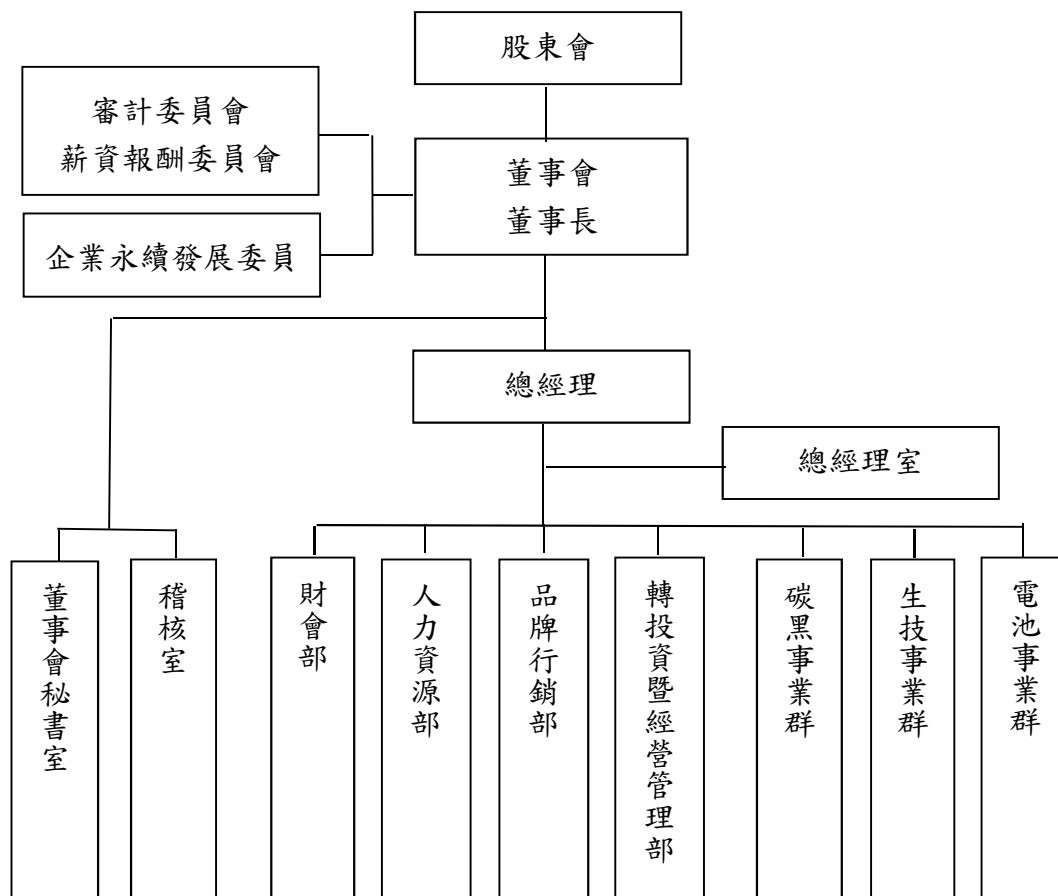 股東會
審計委員會
薪資報酬委員會
董事會
董事長
企業永續發展委員
總經理
總經理室
董事會秘書室
稽核室
財會部
人力資源部
品牌行銷部
轉投資暨經營管理部
碳黑事業群
生技事業群
電池事業群